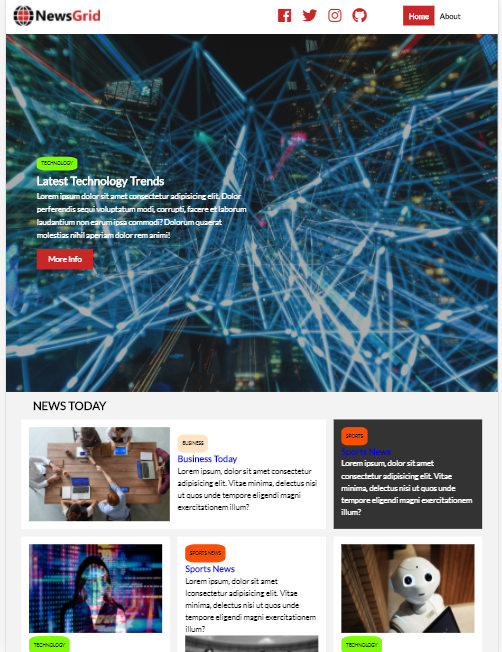 NewsGrid
Home About
TECHNOLOGY
Latest Technology Trends
Lorem ipsum dolor sit amet consectetur adipisicing elit. Dolor
perferendis sequi voluptatum modi, corrupti, facere et laborum
laudantium non earum ipsa commodi? Dolorum quaerat
molestias nihil aperiam dolor rem animi!
More Info
NEWS TODAY
BUSINESS
Business Today
Lorem ipsum, dolor sit amet consectetur
adipisicing elit. Vitae minima, delectus nisi
ut quos unde tempore eligendi magni
exercitationem illum?
SPORTS
Sports News
Lorem ipsum, dolor sit amet
consectetur adipisicing elit. Vitae
minima, delectus nisi ut quos unde
tempore eligendi magni exercitationem
illum?
SPORTS NEWS
Sports News
Lorem ipsum, dolor sit amet
lconsectetur adipisicing elit. Vitae
minima, delectus nisi ut quos unde
tempore eligendi magni exercitationem
illum?
TECHNOLOGY
TECHNOLOGY